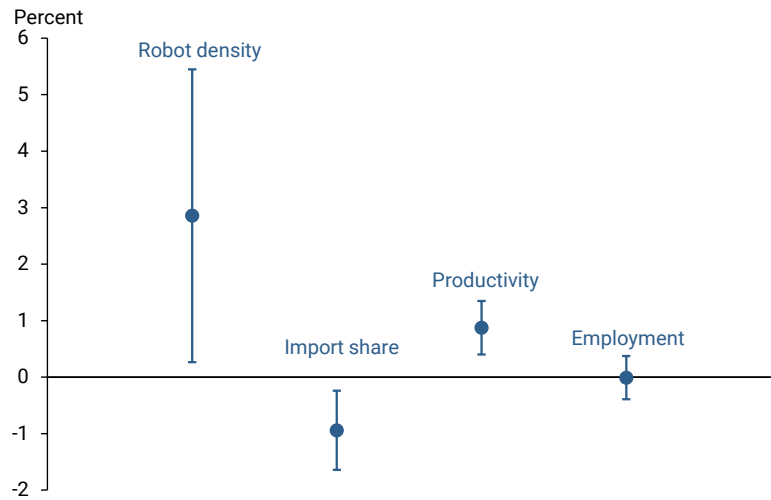 Percent
6
Robot density
5
4
3
2
Productivity
1
Import share
Employment
0
-1
-2